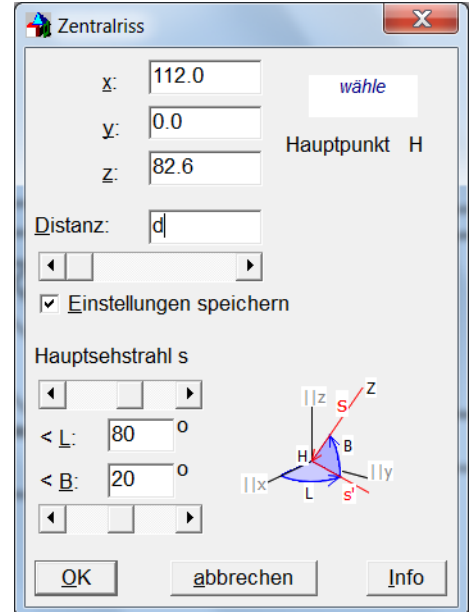 Zentralriss
x: 112.0
wähle
y: 0.0
Hauptpunkt H
z: 82.6
Distanz: d
Einstellungen speichern
Hauptsehstrahl s
< L: 80 °
< B: 20 °
||z s Z
H B
||x L s' ||y
OK abbrechen Info